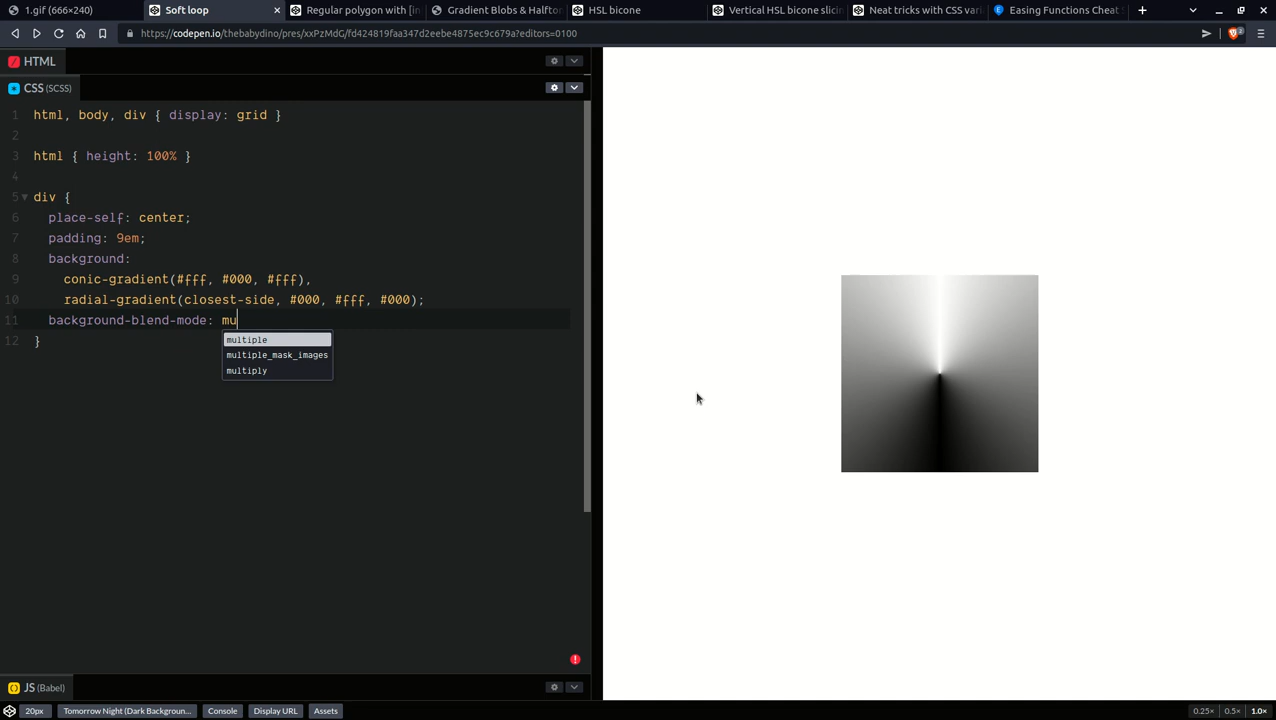 1.gif (666×240)
Soft loop
Regular polygon with [in
Gradient Blobs & Halfton
HSL bicone
Vertical HSL bicone slicin
Neat tricks with CSS vari
Easing Functions Cheat S
https://codepen.io/thebabydino/pres/xxPzMdG/fd424819faa347d2eebe4875ec9c679a?editors=0100
HTML
CSS (SCSS)
1 html, body, div { display: grid }
2
3 html { height: 100% }
4
5 div {
6 place-self: center;
7 padding: 9em;
8 background:
9 conic-gradient(#fff, #000, #fff),
10 radial-gradient(closest-side, #000, #fff, #000);
11 background-blend-mode: mu
12 }
multiple
multiple_mask_images
multiply
JS (Babel)
20px
Tomorrow Night (Dark Backgroun...
Console
Display URL
Assets
0.25×
0.5×
1.0×